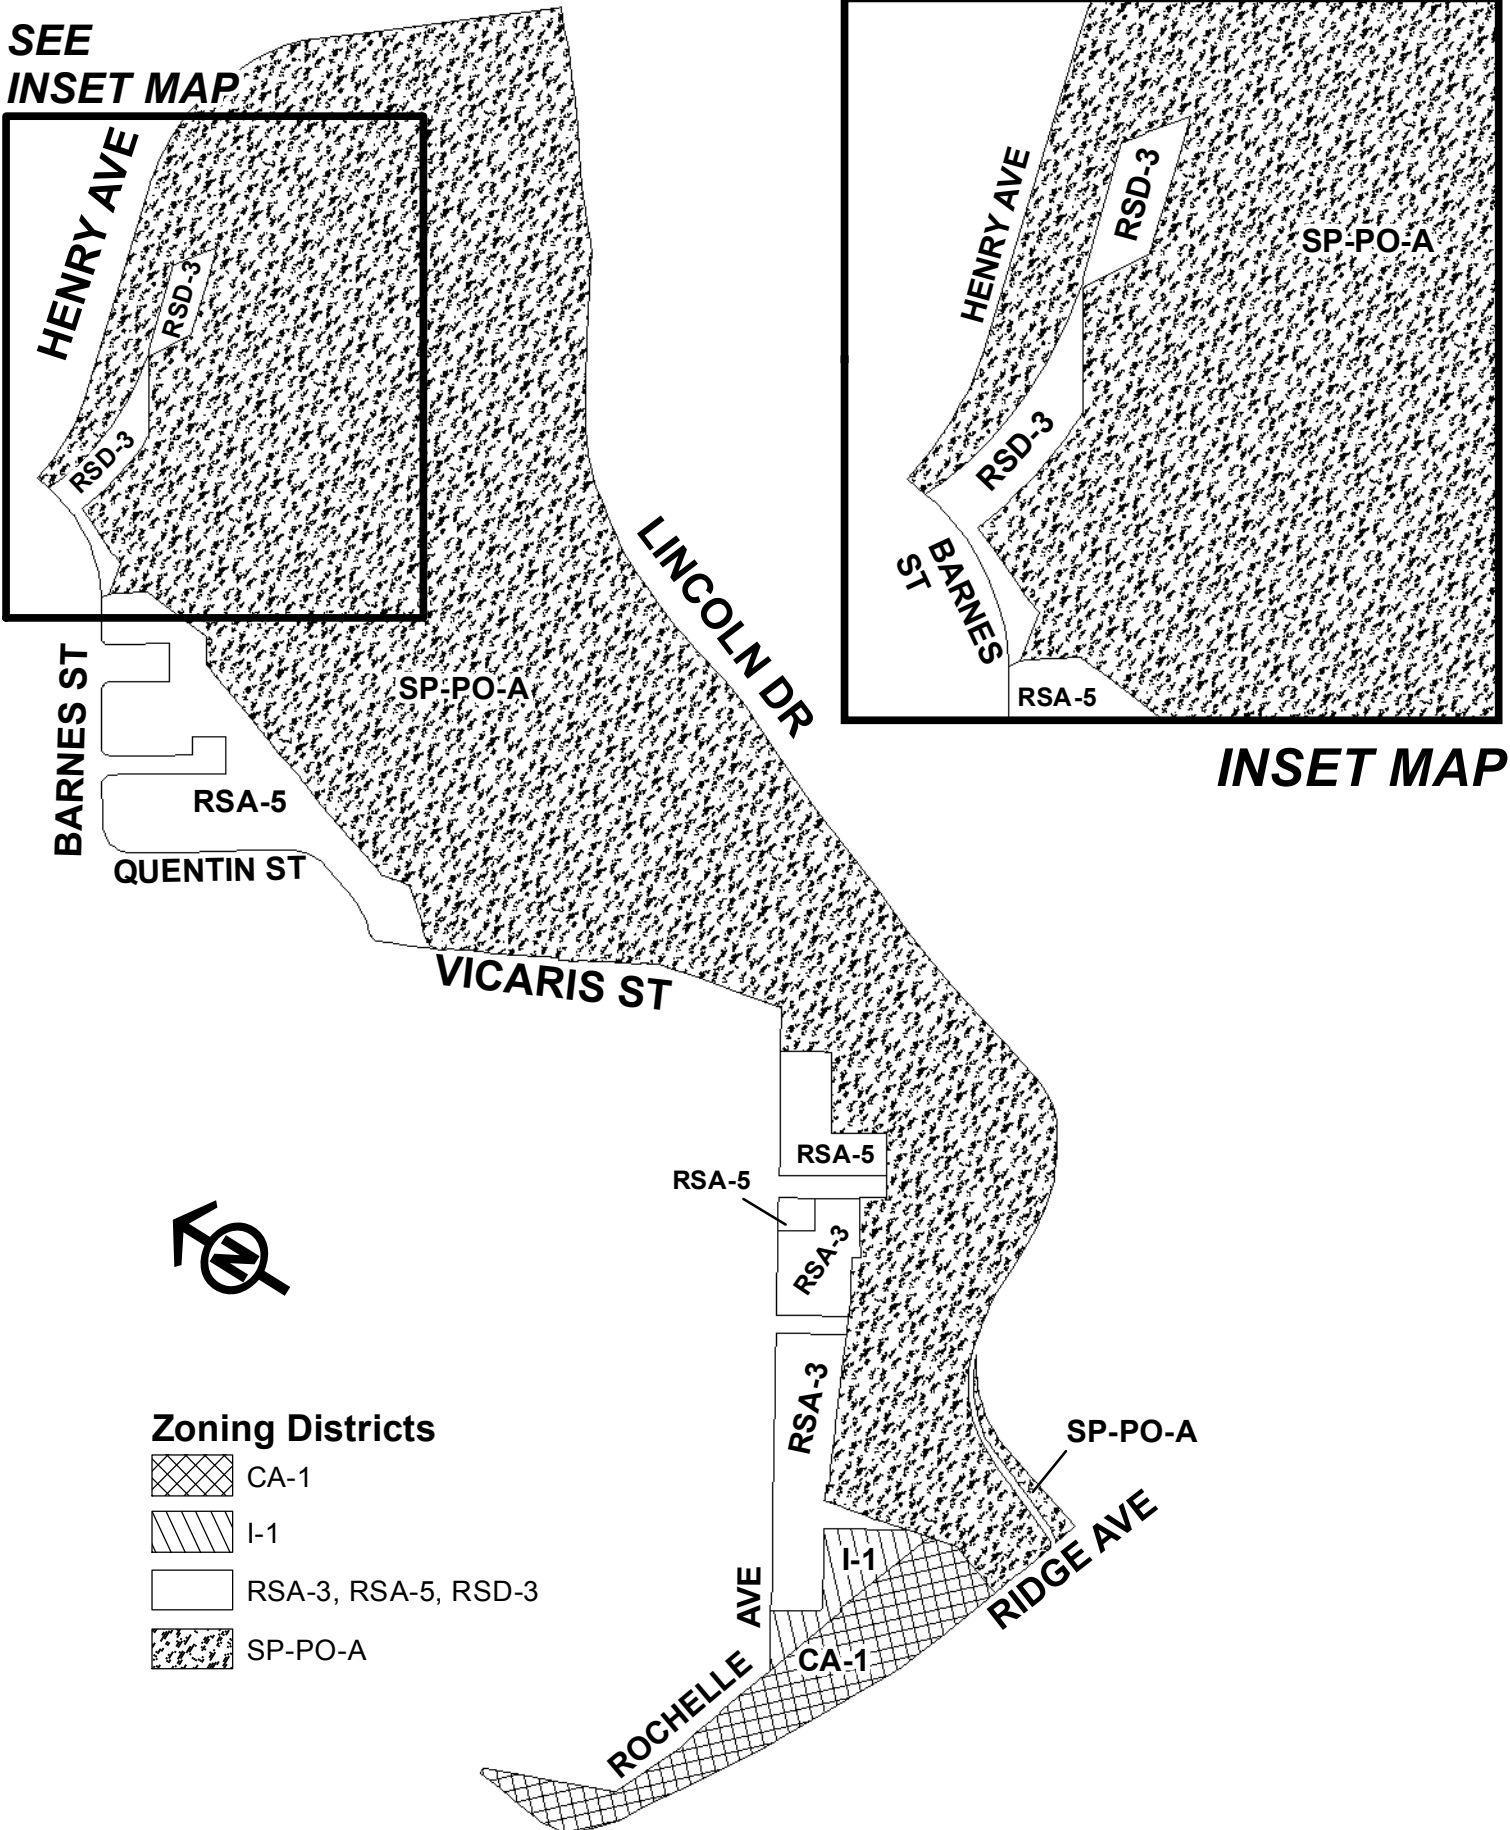 SEE
INSET MAP
HENRY AVE
RSD-3
RSD-3
BARNES ST
SP-PO-A
LINCOLN DR
RSA-5
QUENTIN ST
VICARIS ST
HENRY AVE
RSD-3
SP-PO-A
RSD-3
BARNES
ST
RSA-5
INSET MAP
RSA-5
RSA-5
RSA-3
RSA-3
SP-PO-A
RIDGE AVE
I-1
CA-1
ROCHELLE AVE
N
Zoning Districts
CA-1
I-1
RSA-3, RSA-5, RSD-3
SP-PO-A